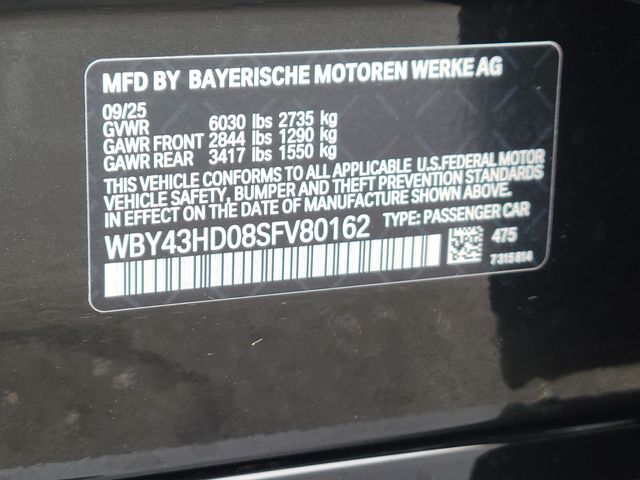 MFD BY BAYERISCHE MOTOREN WERKE AG
09/25
GVWR 6030 lbs 2735 kg
GAWR FRONT 2844 lbs 1290 kg
GAWR REAR 3417 lbs 1550 kg
THIS VEHICLE CONFORMS TO ALL APPLICABLE U.S.FEDERAL MOTOR
VEHICLE SAFETY, BUMPER AND THEFT PREVENTION STANDARDS
IN EFFECT ON THE DATE OF MANUFACTURE SHOWN ABOVE.
WBY43HD08SFV80162 TYPE: PASSENGER CAR
475
7315814